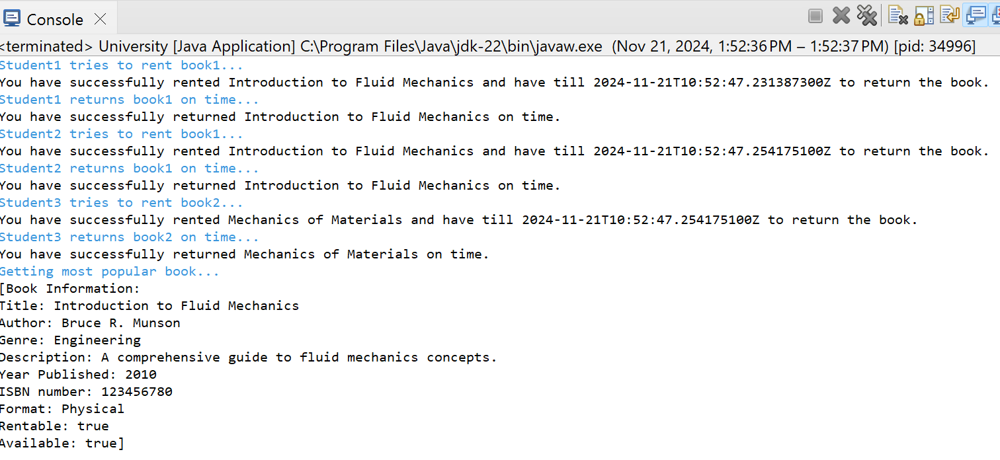 Console
<terminated> University [Java Application] C:\Program Files\Java\jdk-22\bin\javaw.exe (Nov 21, 2024, 1:52:36 PM – 1:52:37 PM) [pid: 34996]
Student1 tries to rent book1...
You have successfully rented Introduction to Fluid Mechanics and have till 2024-11-21T10:52:47.231387300Z to return the book.
Student1 returns book1 on time...
You have successfully returned Introduction to Fluid Mechanics on time.
Student2 tries to rent book1...
You have successfully rented Introduction to Fluid Mechanics and have till 2024-11-21T10:52:47.254175100Z to return the book.
Student2 returns book1 on time...
You have successfully returned Introduction to Fluid Mechanics on time.
Student3 tries to rent book2...
You have successfully rented Mechanics of Materials and have till 2024-11-21T10:52:47.254175100Z to return the book.
Student3 returns book2 on time...
You have successfully returned Mechanics of Materials on time.
Getting most popular book...
[Book Information:
Title: Introduction to Fluid Mechanics
Author: Bruce R. Munson
Genre: Engineering
Description: A comprehensive guide to fluid mechanics concepts.
Year Published: 2010
ISBN number: 123456780
Format: Physical
Rentable: true
Available: true]